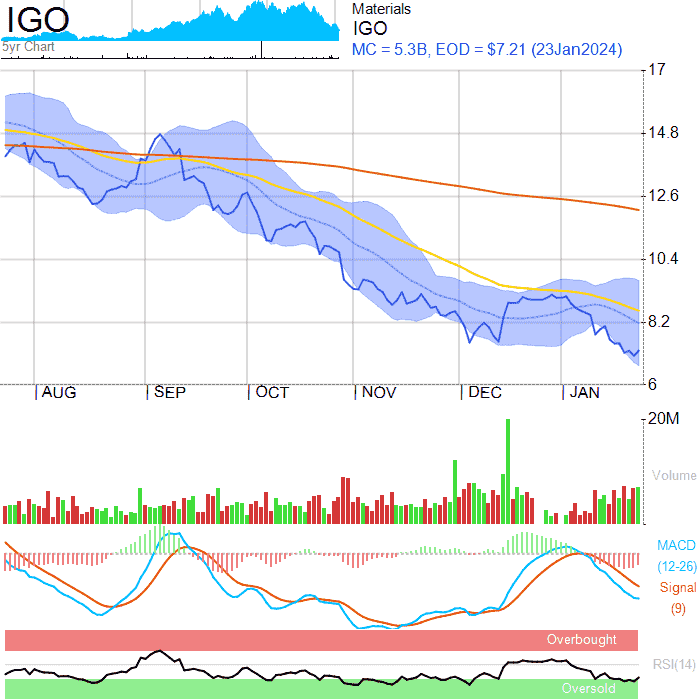 IGO
5yr Chart
Materials
IGO
MC = 5.3B, EOD = $7.21 (23Jan2024)
17
14.8
12.6
10.4
8.2
6
AUG
SEP
OCT
NOV
DEC
JAN
20M
Volume
MACD
(12-26)
Signal
(9)
Overbought
RSI(14)
Oversold